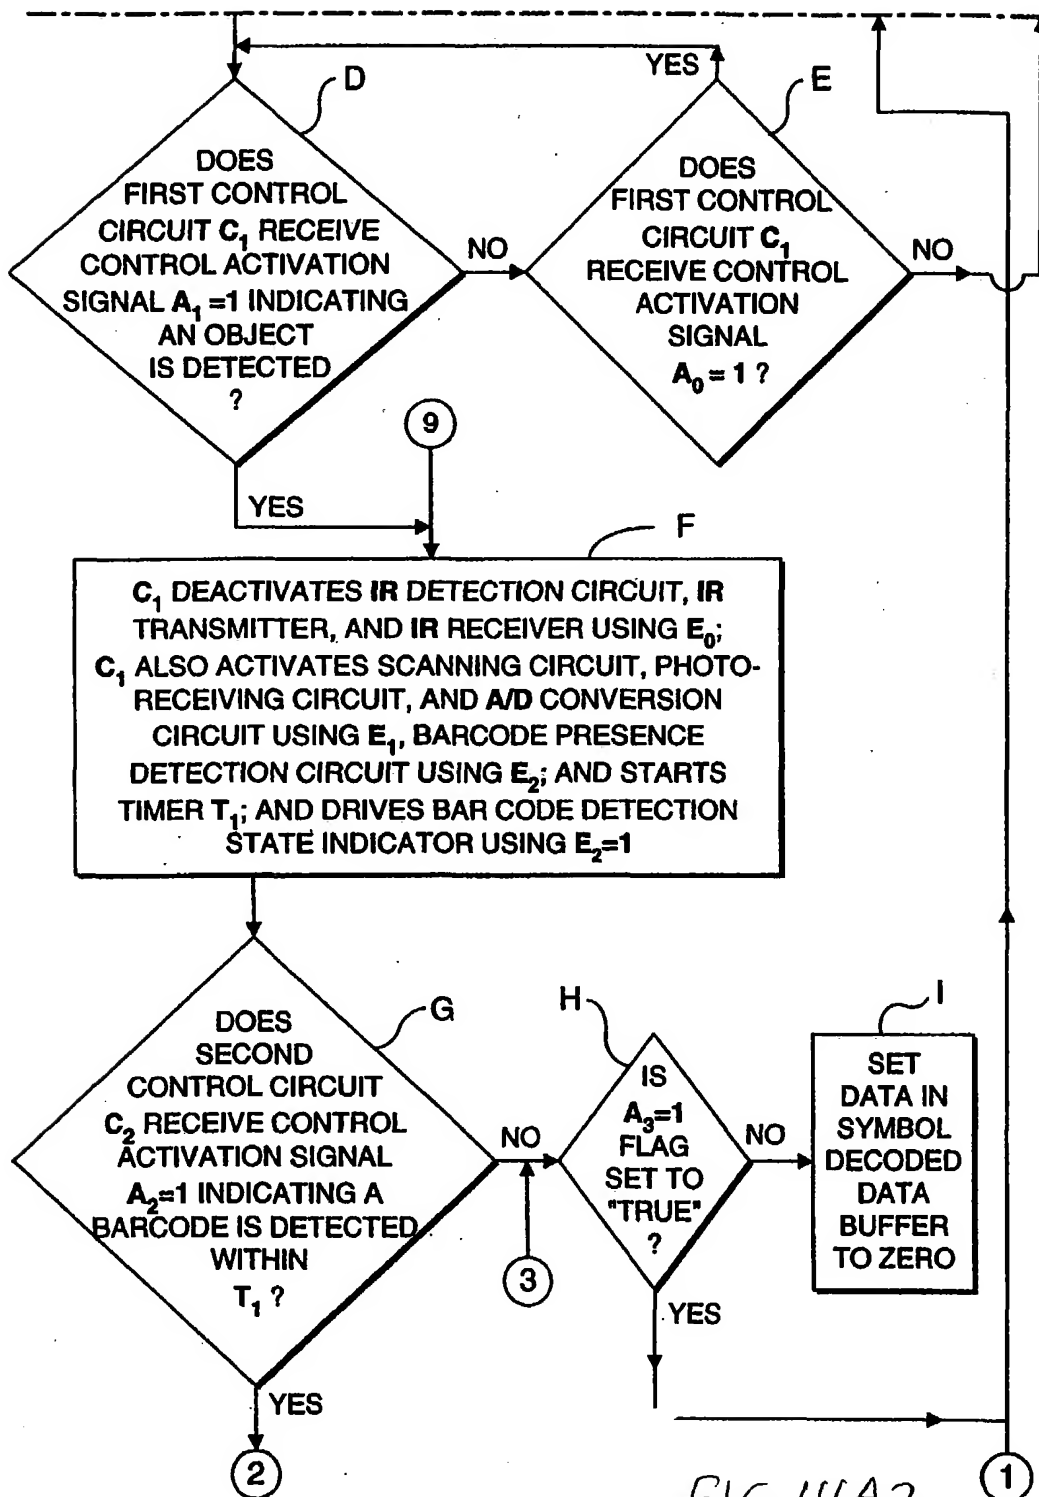 YES
D
E
DOES
FIRST CONTROL
CIRCUIT C₁ RECEIVE
CONTROL ACTIVATION
SIGNAL A₁ =1 INDICATING
AN OBJECT
IS DETECTED
?
NO
DOES
FIRST CONTROL
CIRCUIT C₁
RECEIVE CONTROL
ACTIVATION
SIGNAL
A₀ = 1 ?
NO
9
YES
F
C₁ DEACTIVATES IR DETECTION CIRCUIT, IR
TRANSMITTER, AND IR RECEIVER USING E₀;
C₁ ALSO ACTIVATES SCANNING CIRCUIT, PHOTO-
RECEIVING CIRCUIT, AND A/D CONVERSION
CIRCUIT USING E₁, BARCODE PRESENCE
DETECTION CIRCUIT USING E₂; AND STARTS
TIMER T₁; AND DRIVES BAR CODE DETECTION
STATE INDICATOR USING E₂=1
G
DOES
SECOND
CONTROL CIRCUIT
C₂ RECEIVE CONTROL
ACTIVATION SIGNAL
A₂=1 INDICATING A
BARCODE IS DETECTED
WITHIN
T₁ ?
NO
3
H
IS
A₃=1
FLAG
SET TO
"TRUE"
?
NO
I
SET
DATA IN
SYMBOL
DECODED
DATA
BUFFER
TO ZERO
YES
YES
2
1
FIG. 14A2